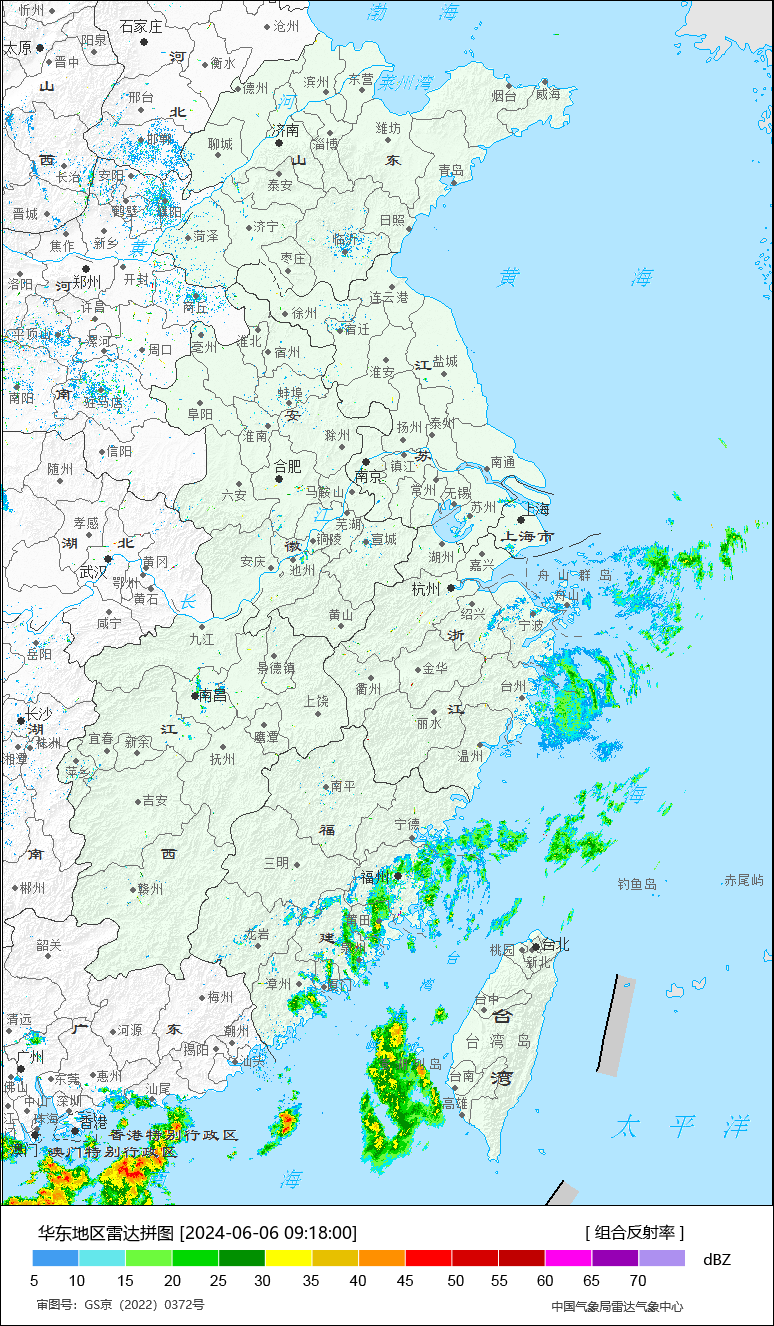 忻州
石家庄
沧州
渤 海
太原
阳泉
河
晋中
衡水
德州
滨州
东营
莱州湾
山
邢台
北
河
烟台
威海
邯郸
聊城
济南
淄博
潍坊
西
长治
安阳
山
东
青岛
泰安
晋城
鹤壁
濮阳
菏泽
济宁
日照
焦作
新乡
黄
临沂
枣庄
洛阳
河
郑州
开封
黄 海
商丘
连云港
许昌
徐州
宿迁
平顶山
漯河
周口
亳州
淮北
宿州
淮安
江
盐城
南阳
南
驻马店
阜阳
蚌埠
安
扬州
泰州
信阳
淮南
滁州
苏
随州
合肥
南京
镇江
南通
六安
马鞍山
常州
无锡
苏州
上海
孝感
江
芜湖
上海市
湖 北
徽
铜陵
宣城
湖州
嘉兴
武汉
黄冈
鄂州
安庆
池州
杭州
舟山群岛
黄石
长
舟山
咸宁
黄山
绍兴
宁波
九江
浙
岳阳
景德镇
衢州
金华
台州
南昌
上饶
江
长沙
湖
株洲
宜春
新余
江
鹰潭
丽水
湘潭
萍乡
抚州
温州
吉安
南平
海
南
西
福
宁德
三明
郴州
赣州
福州
钓鱼岛
赤尾屿
莆田
韶关
龙岩
建
泉州
桃园
台北
新北
台
漳州
厦门
湾
梅州
台中
清远
广
河源
东
潮州
台
台湾岛
广州
揭阳
汕头
湾
佛山
东莞
惠州
台南
中山
深圳
汕尾
高雄
江门
珠海
香港
香港特别行政区
太 平 洋
澳门
澳门特别行政区
南 海
华东地区雷达拼图 [2024-06-06 09:18:00]
[ 组合反射率 ]
dBZ
5 10 15 20 25 30 35 40 45 50 55 60 65 70
审图号：GS京（2022）0372号
中国气象局雷达气象中心